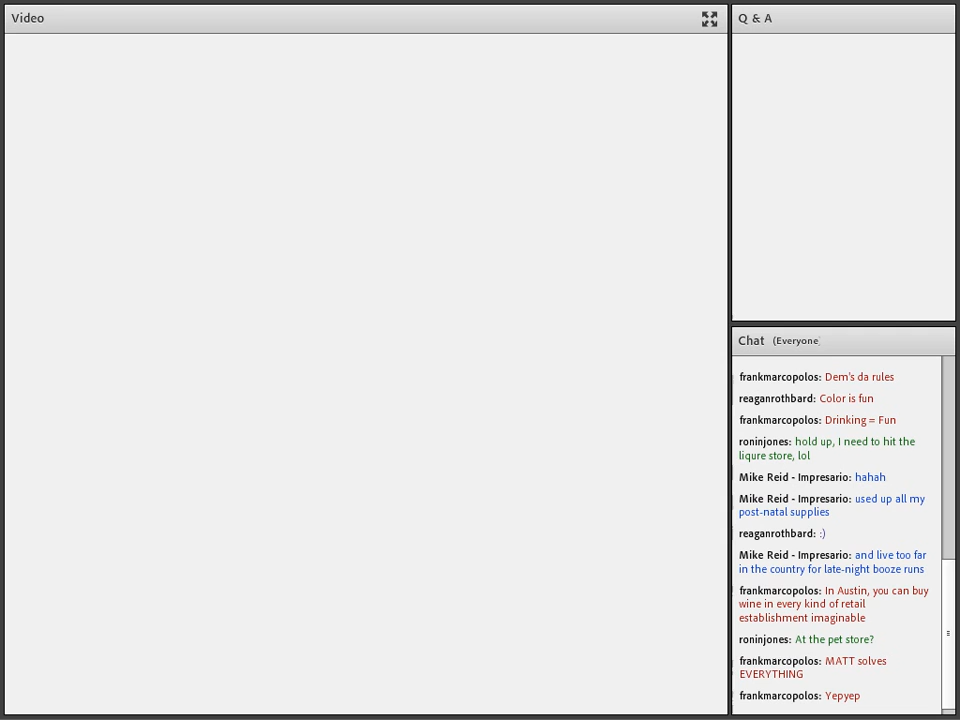 Video
Q & A
Chat (Everyone)
frankmarcopolos: Dem's da rules
reaganrothbard: Color is fun
frankmarcopolos: Drinking = Fun
roninjones: hold up, I need to hit the
liqure store, lol
Mike Reid - Impresario: hahah
Mike Reid - Impresario: used up all my
post-natal supplies
reaganrothbard: :)
Mike Reid - Impresario: and live too far
in the country for late-night booze runs
frankmarcopolos: In Austin, you can buy
wine in every kind of retail
establishment imaginable
roninjones: At the pet store?
frankmarcopolos: MATT solves
EVERYTHING
frankmarcopolos: Yepyep